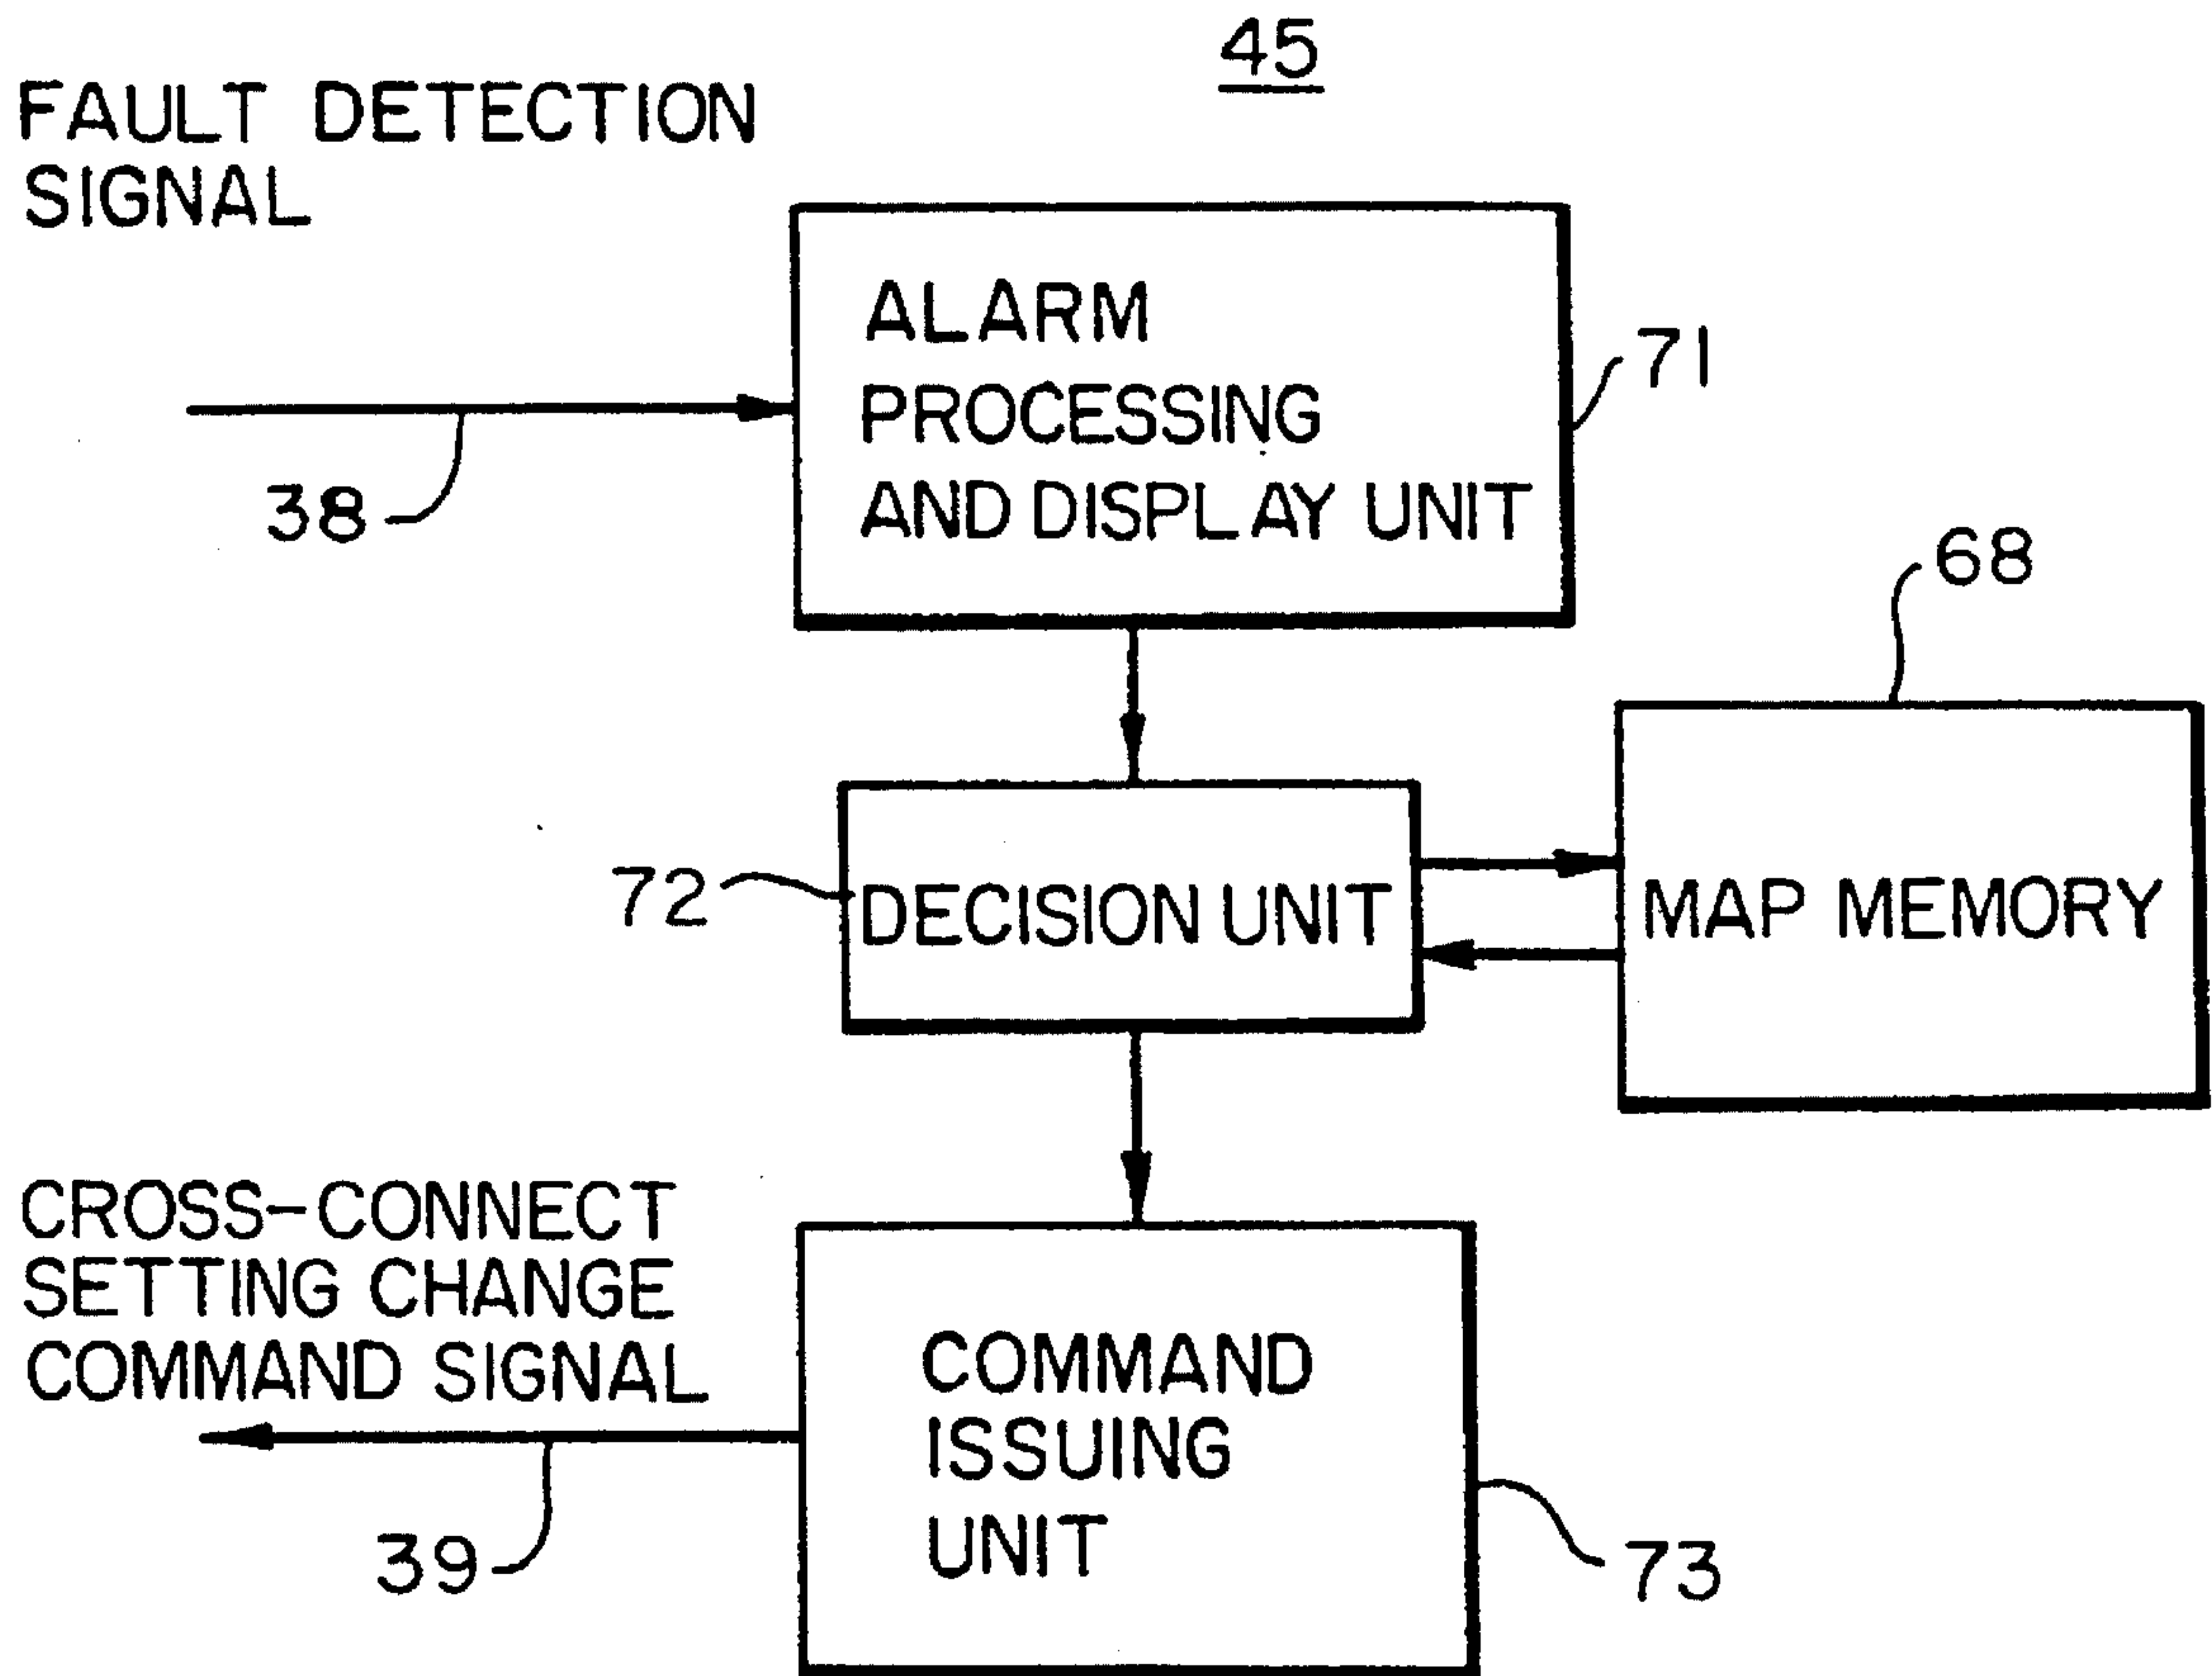 45
FAULT DETECTION
SIGNAL
ALARM
PROCESSING
AND DISPLAY UNIT
71
38
68
72
DECISION UNIT
MAP MEMORY
CROSS-CONNECT
SETTING CHANGE
COMMAND SIGNAL
COMMAND
ISSUING
UNIT
39
73